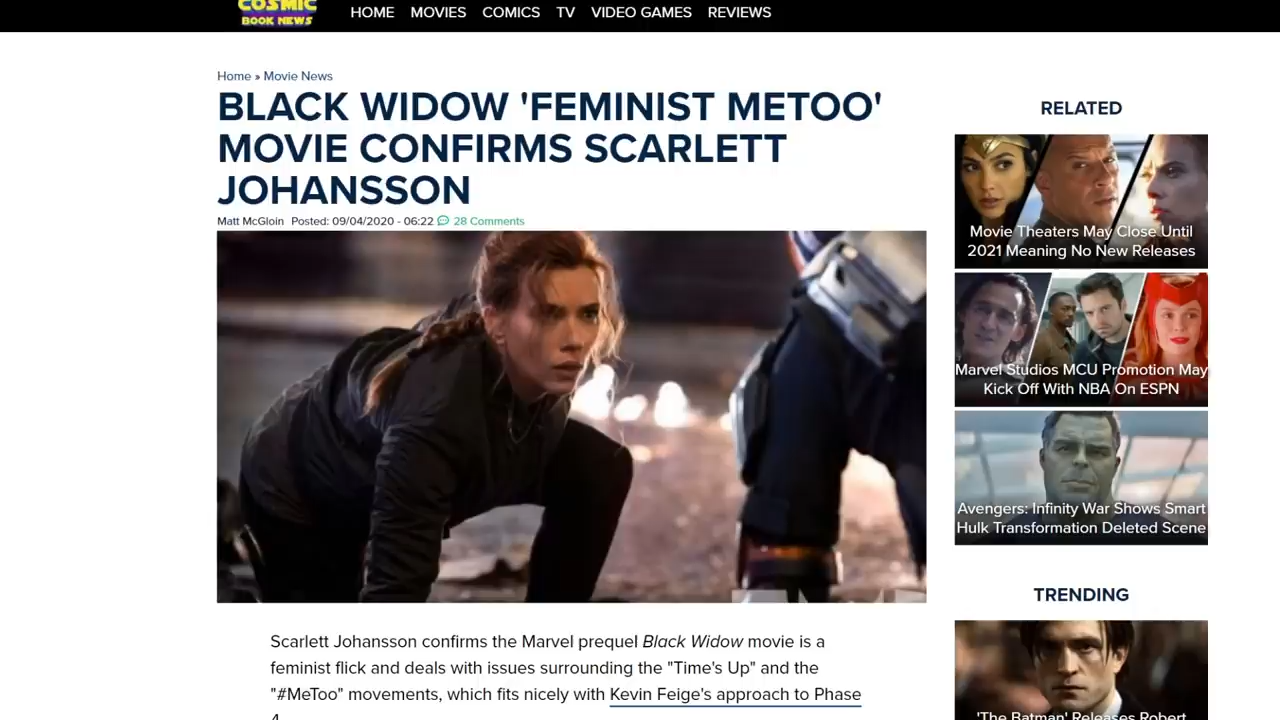 COSMIC
BOOK NEWS
HOME MOVIES COMICS TV VIDEO GAMES REVIEWS
Home » Movie News
BLACK WIDOW 'FEMINIST METOO'
MOVIE CONFIRMS SCARLETT
JOHANSSON
Matt McGloin Posted: 09/04/2020 - 06:22 28 Comments
Scarlett Johansson confirms the Marvel prequel Black Widow movie is a
feminist flick and deals with issues surrounding the "Time's Up" and the
"#MeToo" movements, which fits nicely with Kevin Feige's approach to Phase
4
RELATED
Movie Theaters May Close Until
2021 Meaning No New Releases
Marvel Studios MCU Promotion May
Kick Off With NBA On ESPN
Avengers: Infinity War Shows Smart
Hulk Transformation Deleted Scene
TRENDING
'The Batman' Releases Robert